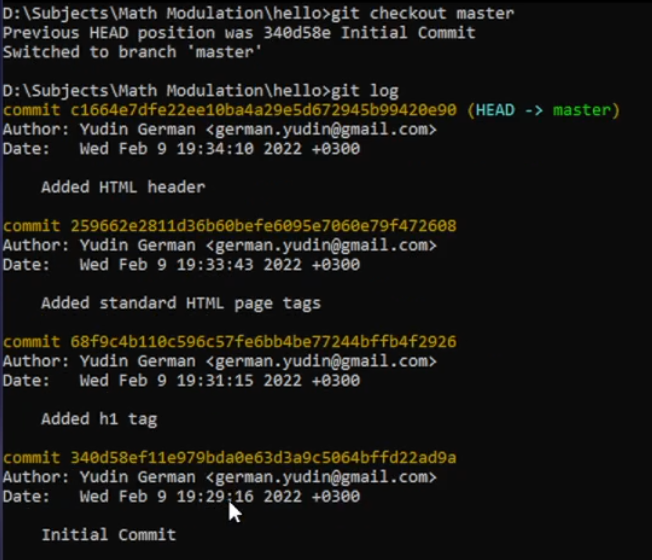 D:\Subjects\Math Modulation\hello>git checkout master
Previous HEAD position was 340d58e Initial Commit
Switched to branch 'master'
D:\Subjects\Math Modulation\hello>git log
commit c1664e7dfe22ee10ba4a29e5d672945b99420e90 (HEAD -> master)
Author: Yudin German <german.yudin@gmail.com>
Date:   Wed Feb 9 19:34:10 2022 +0300
    Added HTML header
commit 259662e2811d36b60befe6095e7060e79f472608
Author: Yudin German <german.yudin@gmail.com>
Date:   Wed Feb 9 19:33:43 2022 +0300
    Added standard HTML page tags
commit 68f9c4b110c596c57fe6bb4be77244bffb4f2926
Author: Yudin German <german.yudin@gmail.com>
Date:   Wed Feb 9 19:31:15 2022 +0300
    Added h1 tag
commit 340d58ef11e979bda0e63d3a9c5064bffd22ad9a
Author: Yudin German <german.yudin@gmail.com>
Date:   Wed Feb 9 19:29:16 2022 +0300
    Initial Commit